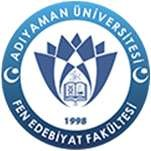 ADIYAMAN ÜNİVERSİTESİ
1998
FEN EDEBİYAT FAKÜLTESİ